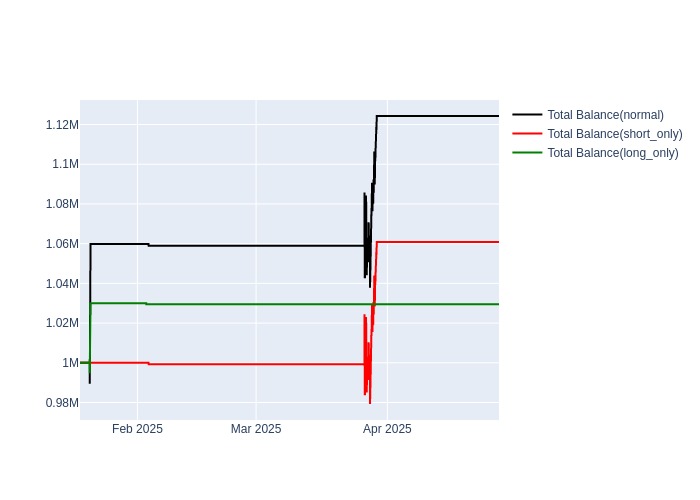 1.12M
1.1M
1.08M
1.06M
1.04M
1.02M
1M
0.98M
Feb 2025
Mar 2025
Apr 2025
Total Balance(normal)
Total Balance(short_only)
Total Balance(long_only)